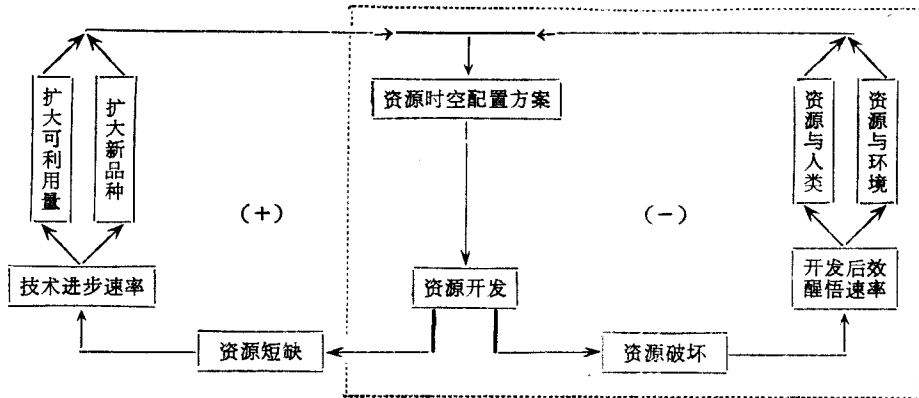 资源时空配置方案
扩大可利用量
扩大新品种
资源与人类
资源与环境
(+)
(-)
技术进步速率
资源开发
开发后效
醒悟速率
资源短缺
资源破坏